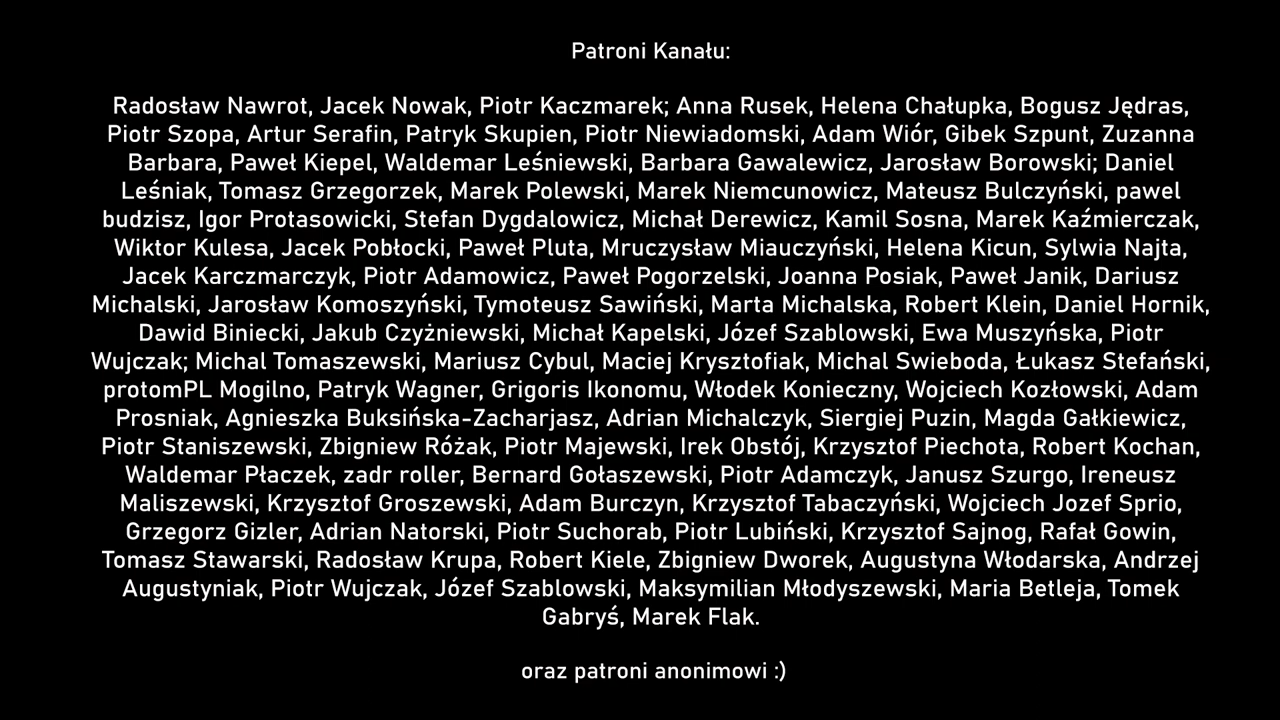 Patroni Kanału:
Radosław Nawrot, Jacek Nowak, Piotr Kaczmarek; Anna Rusek, Helena Chałupka, Bogusz Jędras,
Piotr Szopa, Artur Serafin, Patryk Skupien, Piotr Niewiadomski, Adam Wiór, Gibek Szpunt, Zuzanna
Barbara, Paweł Kiepel, Waldemar Leśniewski, Barbara Gawalewicz, Jarosław Borowski; Daniel
Leśniak, Tomasz Grzegorzek, Marek Polewski, Marek Niemcunowicz, Mateusz Bulczyński, pawel
budzisz, Igor Protasowicki, Stefan Dygdalowicz, Michał Derewicz, Kamil Sosna, Marek Kaźmierczak,
Wiktor Kulesa, Jacek Pobłocki, Paweł Pluta, Mruczysław Miauczyński, Helena Kicun, Sylwia Najta,
Jacek Karczmarczyk, Piotr Adamowicz, Paweł Pogorzelski, Joanna Posiak, Paweł Janik, Dariusz
Michalski, Jarosław Komoszyński, Tymoteusz Sawiński, Marta Michalska, Robert Klein, Daniel Hornik,
Dawid Biniecki, Jakub Czyżniewski, Michał Kapelski, Józef Szablowski, Ewa Muszyńska, Piotr
Wujczak; Michal Tomaszewski, Mariusz Cybul, Maciej Krysztofiak, Michal Swieboda, Łukasz Stefański,
protomPL Mogilno, Patryk Wagner, Grigoris Ikonomu, Włodek Konieczny, Wojciech Kozłowski, Adam
Prosniak, Agnieszka Buksińska-Zacharjasz, Adrian Michalczyk, Siergiej Puzin, Magda Gałkiewicz,
Piotr Staniszewski, Zbigniew Różak, Piotr Majewski, Irek Obstój, Krzysztof Piechota, Robert Kochan,
Waldemar Płaczek, zadr roller, Bernard Gołaszewski, Piotr Adamczyk, Janusz Szurgo, Ireneusz
Maliszewski, Krzysztof Groszewski, Adam Burczyn, Krzysztof Tabaczyński, Wojciech Jozef Sprio,
Grzegorz Gizler, Adrian Natorski, Piotr Suchorab, Piotr Lubiński, Krzysztof Sajnog, Rafał Gowin,
Tomasz Stawarski, Radosław Krupa, Robert Kiele, Zbigniew Dworek, Augustyna Włodarska, Andrzej
Augustyniak, Piotr Wujczak, Józef Szablowski, Maksymilian Młodyszewski, Maria Betleja, Tomek
Gabryś, Marek Flak.
oraz patroni anonimowi :)